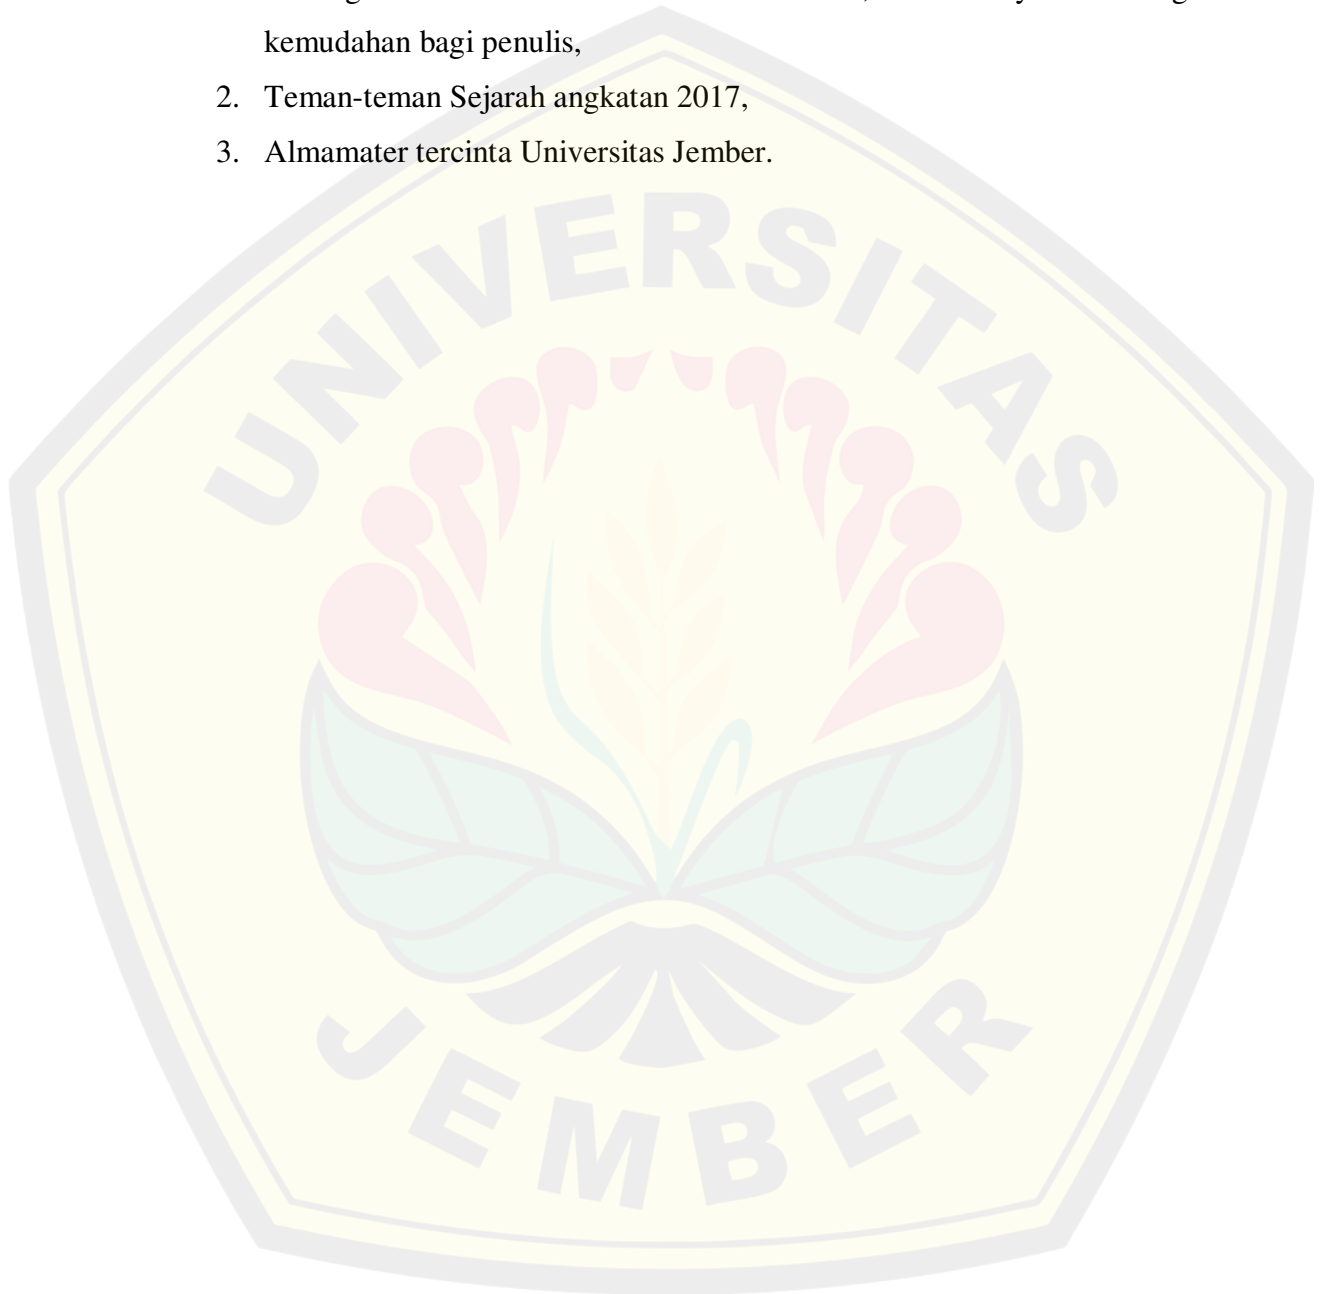 kemudahan bagi penulis,
2. Teman-teman Sejarah angkatan 2017,
3. Almamater tercinta Universitas Jember.
UNIVERSITAS
JEMBER